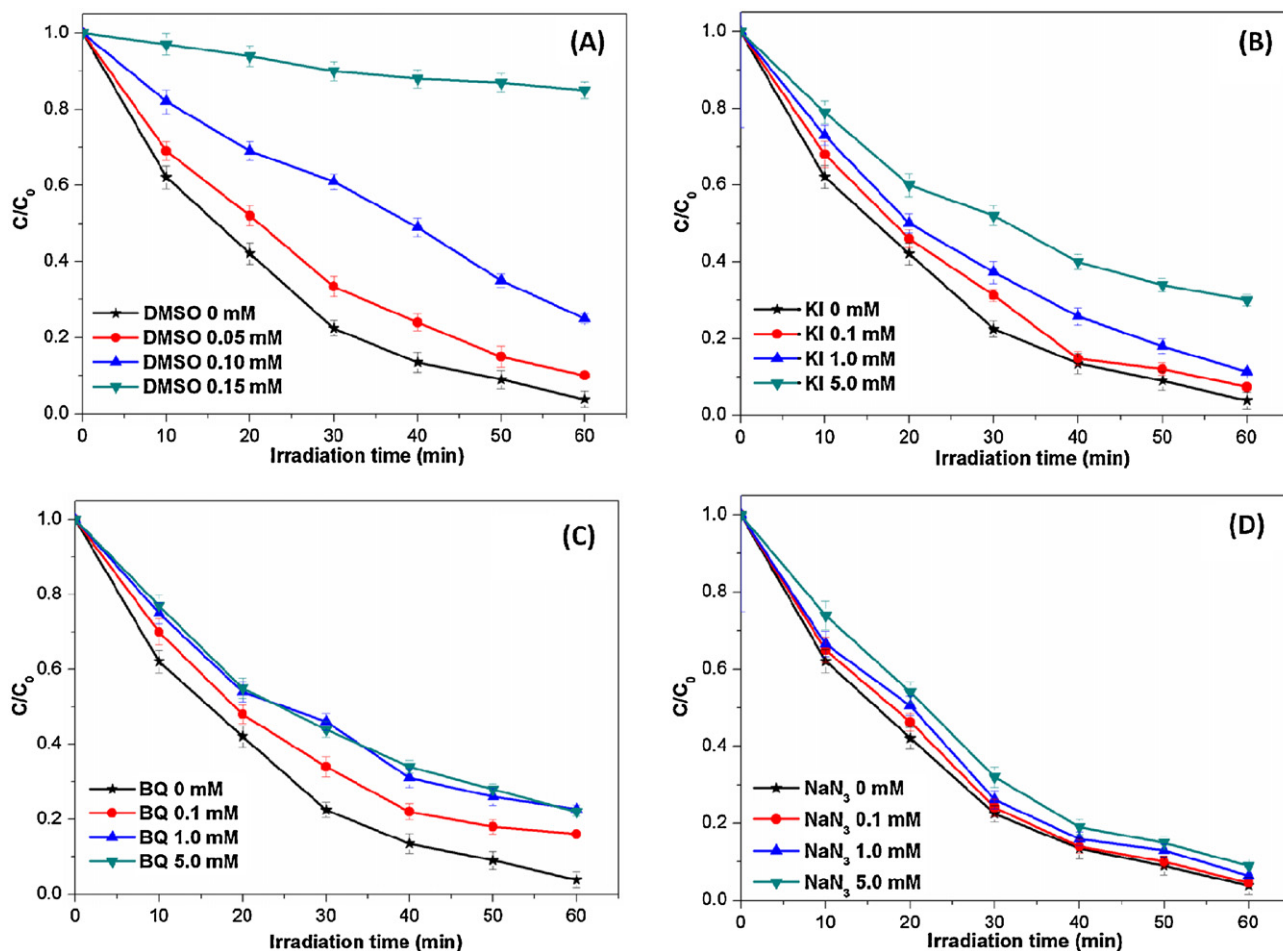 (A)
C/C0
1.0
0.8
0.6
0.4
0.2
0.0
DMSO 0 mM
DMSO 0.05 mM
DMSO 0.10 mM
DMSO 0.15 mM
0 10 20 30 40 50 60
Irradiation time (min)
(B)
C/C0
1.0
0.8
0.6
0.4
0.2
0.0
KI 0 mM
KI 0.1 mM
KI 1.0 mM
KI 5.0 mM
0 10 20 30 40 50 60
Irradiation time (min)
(C)
C/C0
1.0
0.8
0.6
0.4
0.2
0.0
BQ 0 mM
BQ 0.1 mM
BQ 1.0 mM
BQ 5.0 mM
0 10 20 30 40 50 60
Irradiation time (min)
(D)
C/C0
1.0
0.8
0.6
0.4
0.2
0.0
NaN3 0 mM
NaN3 0.1 mM
NaN3 1.0 mM
NaN3 5.0 mM
0 10 20 30 40 50 60
Irradiation time (min)